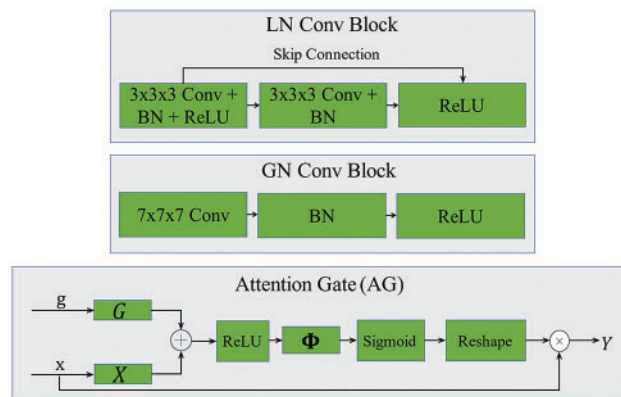 LN Conv Block
Skip Connection
3x3x3 Conv +
BN + ReLU
3x3x3 Conv +
BN
ReLU
GN Conv Block
7x7x7 Conv
BN
ReLU
Attention Gate (AG)
g
G
+
ReLU
Φ
Sigmoid
Reshape
×
Y
x
X